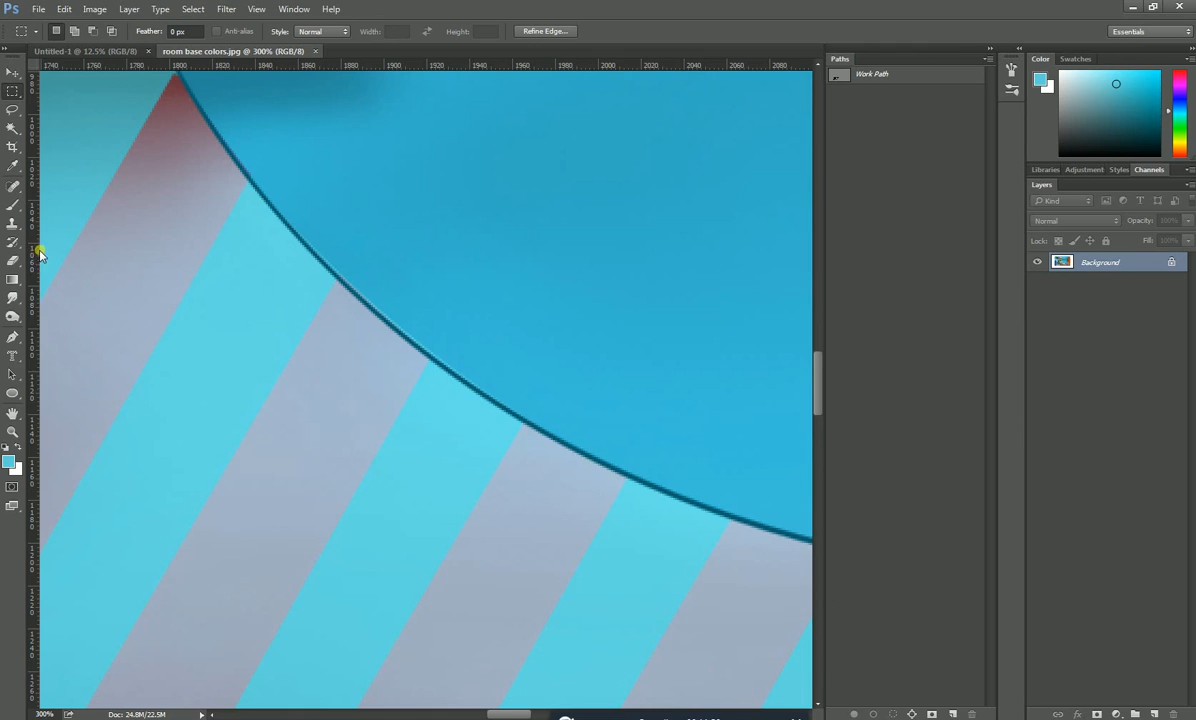 Ps File Edit Image Layer Type Select Filter View Window Help
Feather: 0 px Anti-alias Style: Normal Width: Height: Refine Edge... Essentials
Untitled-1 @ 12.5% (RGB/8) × room base colors.jpg @ 300% (RGB/8) ×
1740 1760 1780 1800 1820 1840 1860 1880 1900 1920 1940 1960 1980 2000 2020 2040 2060 2080
Paths
Work Path
Color Swatches
Libraries Adjustment Styles Channels
Layers
Kind
Normal Opacity: 100%
Lock: Fill: 100%
Background
300% Doc: 24.8M/22.5M